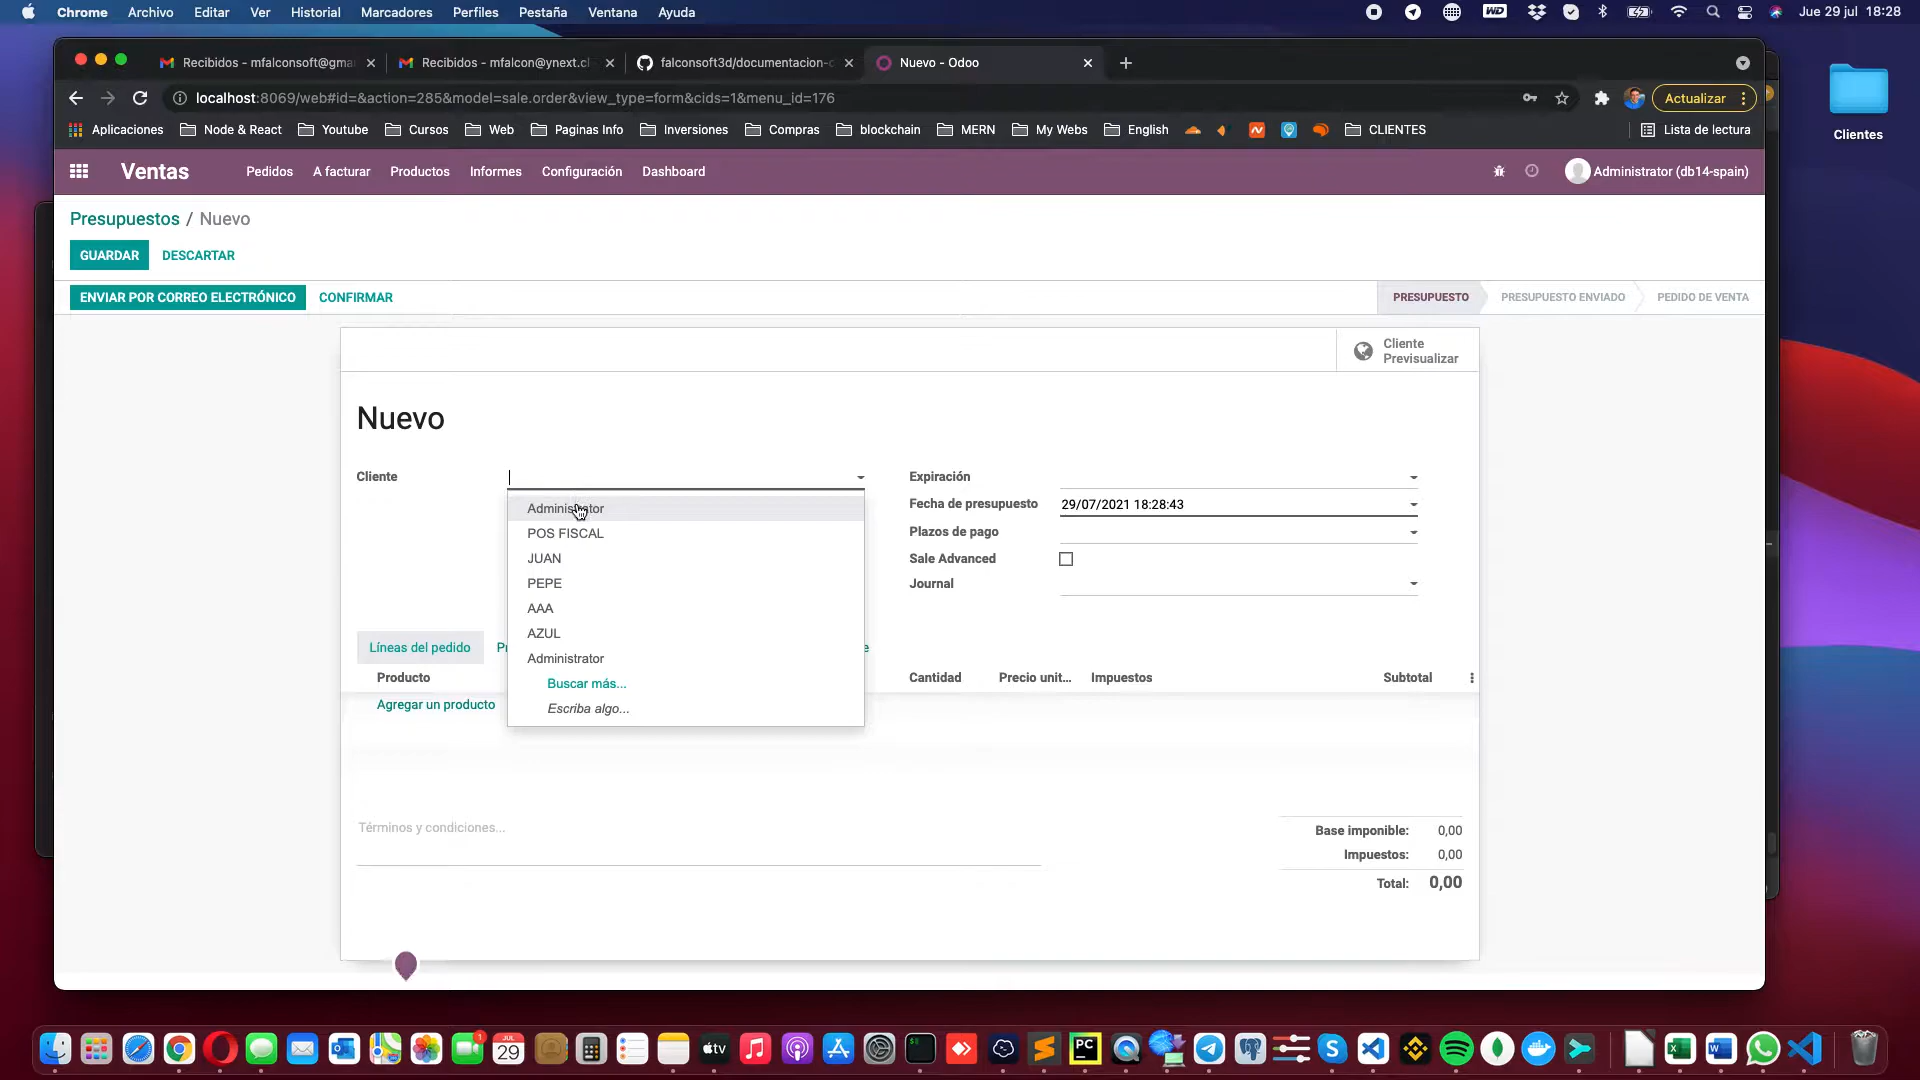 Chrome Archivo Editar Ver Historial Marcadores Perfiles Pestaña Ventana Ayuda
WD
Jue 29 jul 18:28
Recibidos - mfalconsoft@gma
Recibidos - mfalcon@ynext.cl
falconsoft3d/documentacion-
Nuevo - Odoo
localhost:8069/web#id=&action=285&model=sale.order&view_type=form&cids=1&menu_id=176
Actualizar
Aplicaciones Node & React Youtube Cursos Web Paginas Info Inversiones Compras blockchain MERN My Webs English CLIENTES Lista de lectura
Clientes
Ventas Pedidos A facturar Productos Informes Configuración Dashboard Administrator (db14-spain)
Presupuestos / Nuevo
GUARDAR DESCARTAR
ENVIAR POR CORREO ELECTRÓNICO CONFIRMAR PRESUPUESTO PRESUPUESTO ENVIADO PEDIDO DE VENTA
Cliente
Previsualizar
Nuevo
Cliente
Administrator
POS FISCAL
JUAN
PEPE
AAA
AZUL
Administrator
Buscar más...
Escriba algo...
Expiración
Fecha de presupuesto 29/07/2021 18:28:43
Plazos de pago
Sale Advanced
Journal
Líneas del pedido
Producto Cantidad Precio unit... Impuestos Subtotal
Agregar un producto
Términos y condiciones...
Base imponible: 0,00
Impuestos: 0,00
Total: 0,00
1
JUL
29
tv
PC